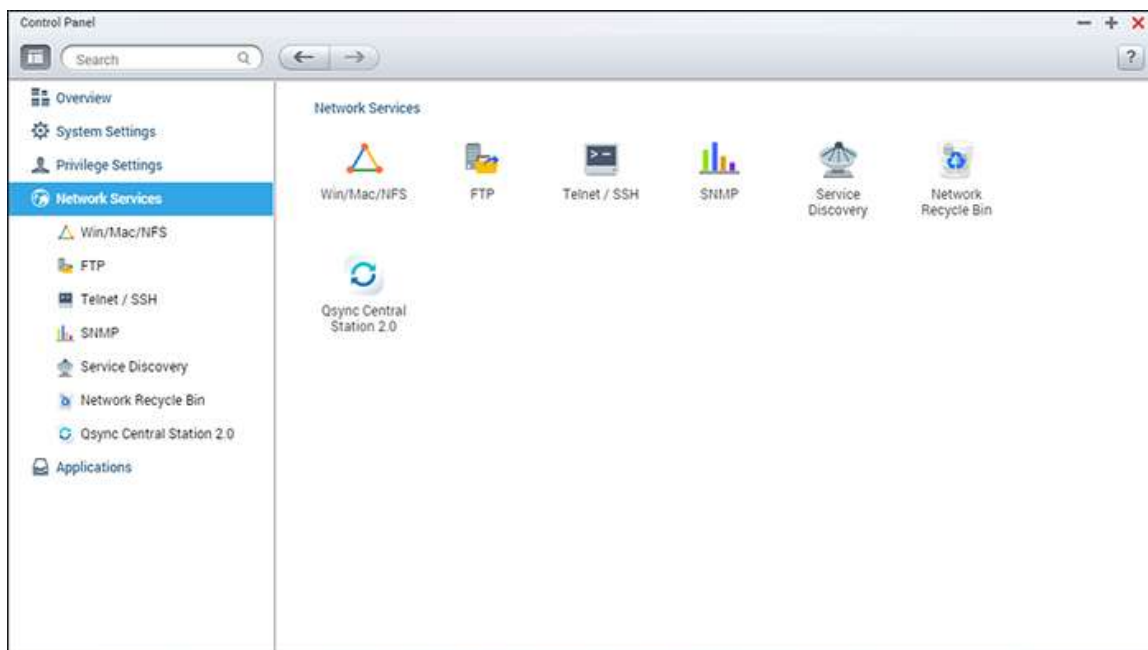 Control Panel
Search
?
Overview
System Settings
Privilege Settings
Network Services
Win/Mac/NFS
FTP
Telnet / SSH
SNMP
Service Discovery
Network Recycle Bin
Qsync Central Station 2.0
Applications
Network Services
Win/Mac/NFS
FTP
Telnet / SSH
SNMP
Service
Discovery
Network
Recycle Bin
Qsync Central
Station 2.0